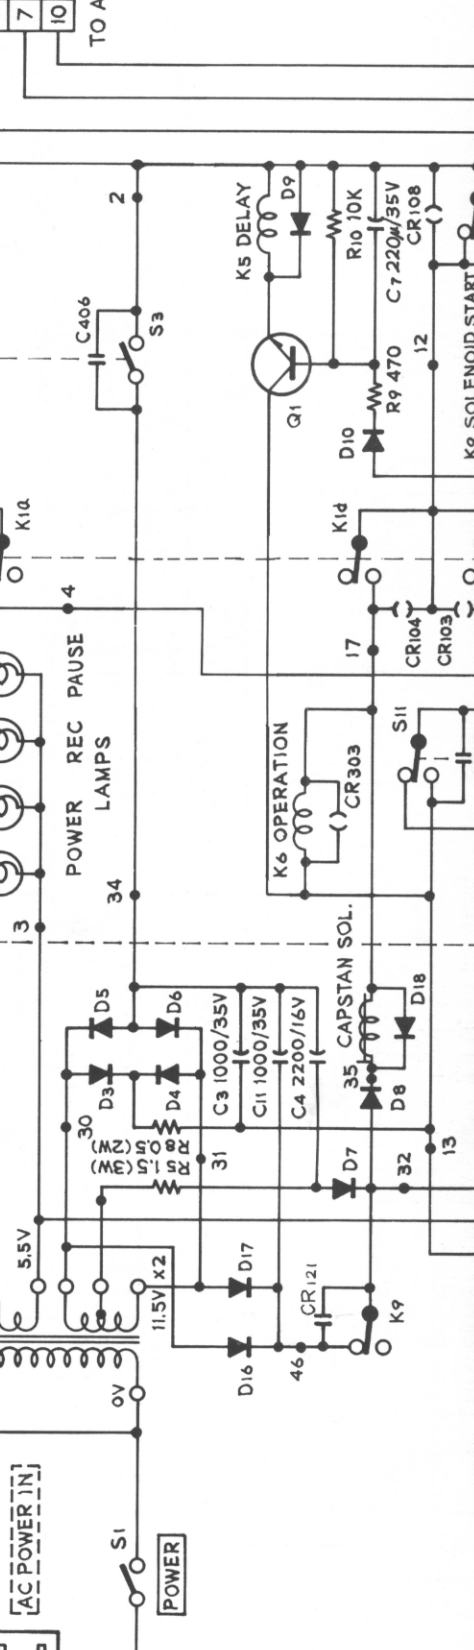 7
10
TO A
2
K5 DELAY
D9
R10 10K
C7 220μ/35V
CR108
C406
S3
Q1
R9 470
12
K9 SOLENOID START
D10
K1a
K1d
4
17
CR104
CR103
POWER REC PAUSE
LAMPS
K6 OPERATION
CR303
S11
34
3
D5
D6
D3
D4
C3 1000/35V
C11 1000/35V
C4 2200/16V
CAPSTAN SOL.
35
D18
D8
30
R8 0.5 (2W)
R5 1.5 (3W)
31
D7
32
13
5.5V
11.5V X2
D17
D16
CR121
46
K9
0V
AC POWER IN
S1
POWER